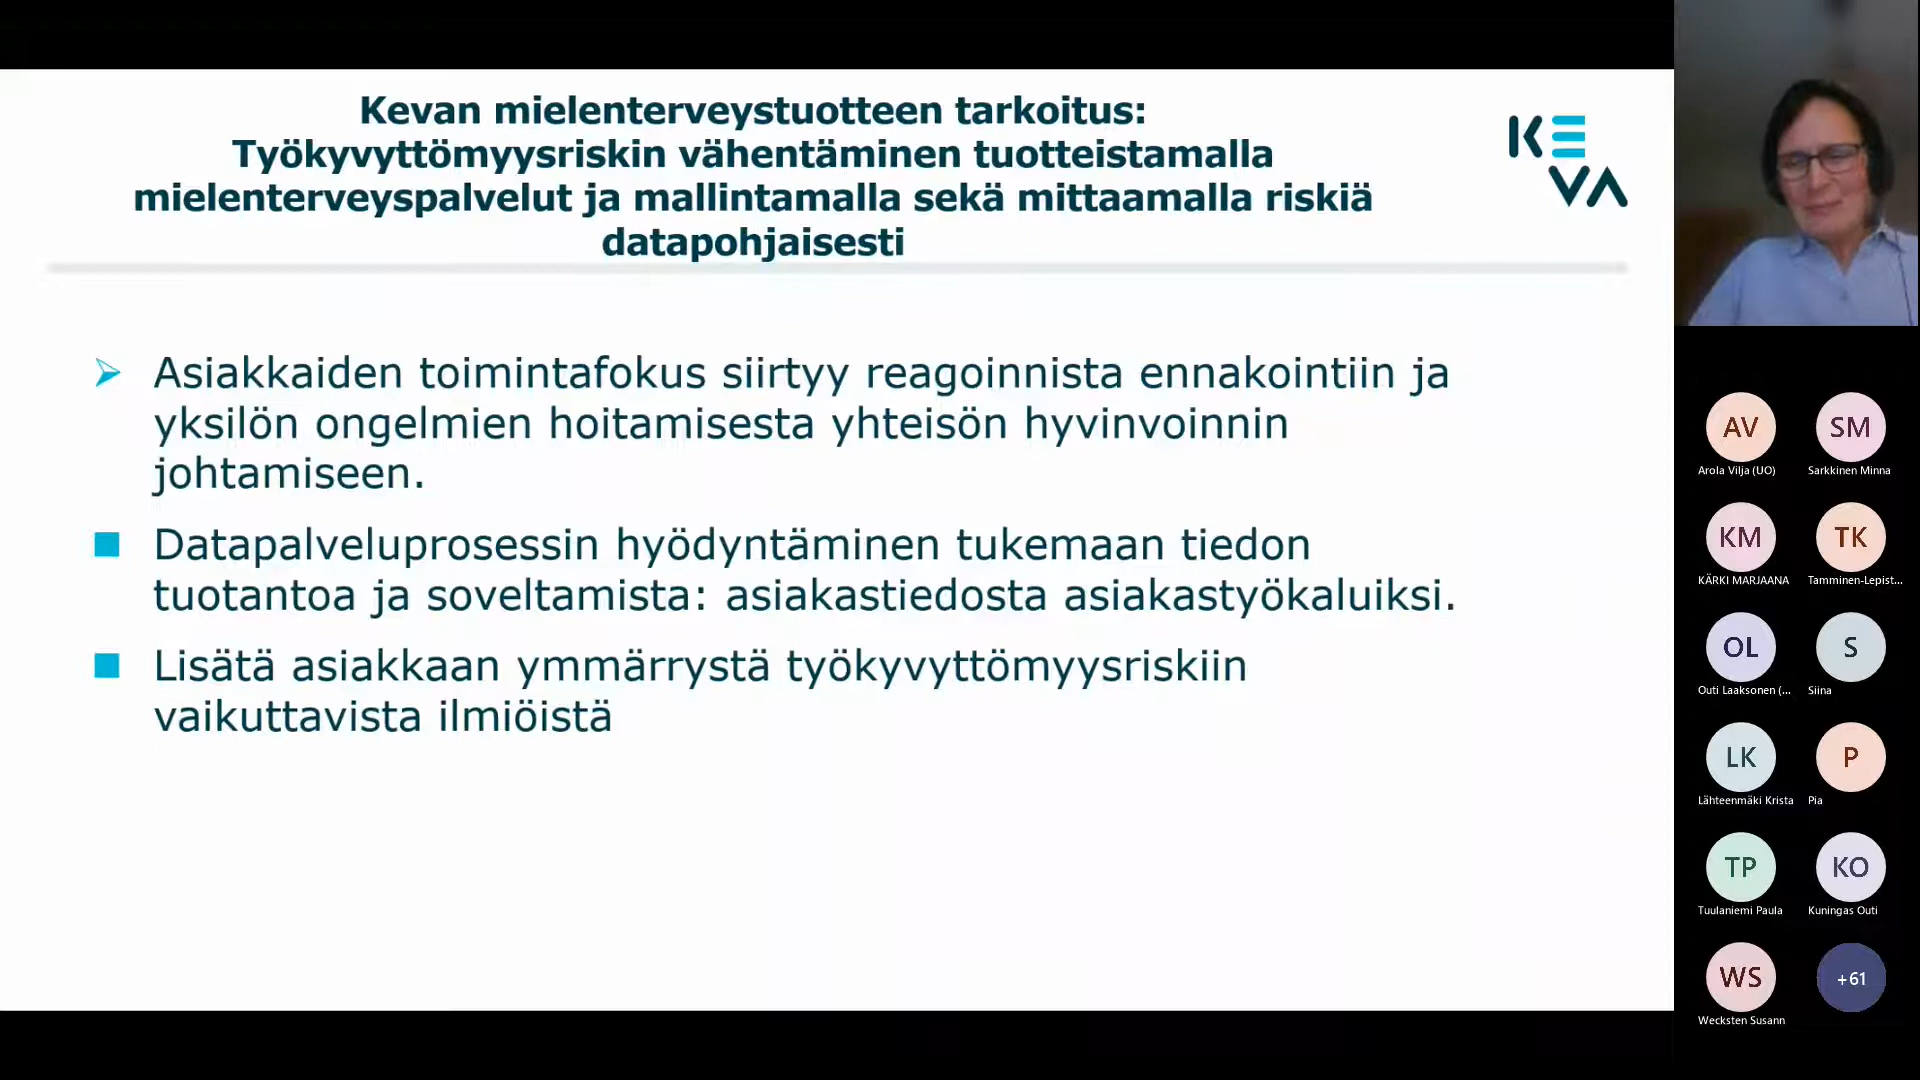 Kevan mielenterveystuotteen tarkoitus:
Työkyvyttömyysriskin vähentäminen tuotteistamalla
mielenterveyspalvelut ja mallintamalla sekä mittaamalla riskiä
datapohjaisesti
KEVA
Asiakkaiden toimintafokus siirtyy reagoinnista ennakointiin ja
yksilön ongelmien hoitamisesta yhteisön hyvinvoinnin
johtamiseen.
Datapalveluprosessin hyödyntäminen tukemaan tiedon
tuotantoa ja soveltamista: asiakastiedosta asiakastyökaluiksi.
Lisätä asiakkaan ymmärrystä työkyvyttömyysriskiin
vaikuttavista ilmiöistä
AV
Arola Vilja (UO)
SM
Sarkkinen Minna
KM
KÄRKI MARJAANA
TK
Tamminen-Lepist...
OL
Outi Laaksonen (...
S
Siina
LK
Lähteenmäki Krista
P
Pia
TP
Tuulaniemi Paula
KO
Kuningas Outi
WS
Wecksten Susann
+61